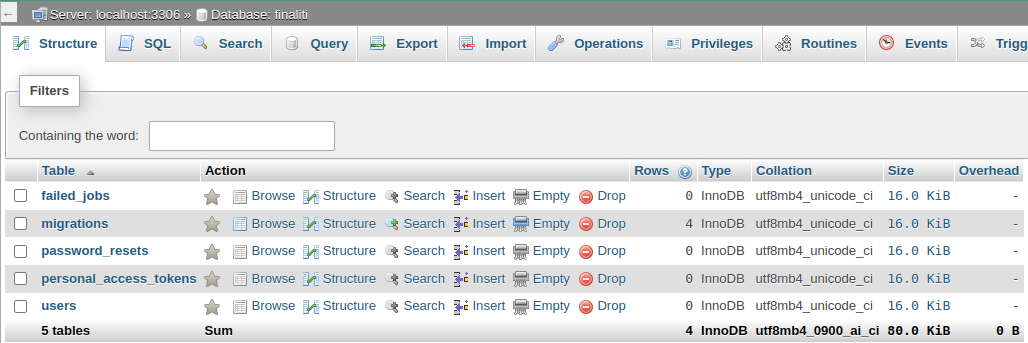 ← Server: localhost:3306 » Database: finaliti
Structure SQL Search Query Export Import Operations Privileges Routines Events Trigg
Filters
Containing the word:
Table Action Rows Type Collation Size Overhead
failed_jobs Browse Structure Search Insert Empty Drop 0 InnoDB utf8mb4_unicode_ci 16.0 KiB -
migrations Browse Structure Search Insert Empty Drop 4 InnoDB utf8mb4_unicode_ci 16.0 KiB -
password_resets Browse Structure Search Insert Empty Drop 0 InnoDB utf8mb4_unicode_ci 16.0 KiB -
personal_access_tokens Browse Structure Search Insert Empty Drop 0 InnoDB utf8mb4_unicode_ci 16.0 KiB -
users Browse Structure Search Insert Empty Drop 0 InnoDB utf8mb4_unicode_ci 16.0 KiB -
5 tables Sum 4 InnoDB utf8mb4_0900_ai_ci 80.0 KiB 0 B